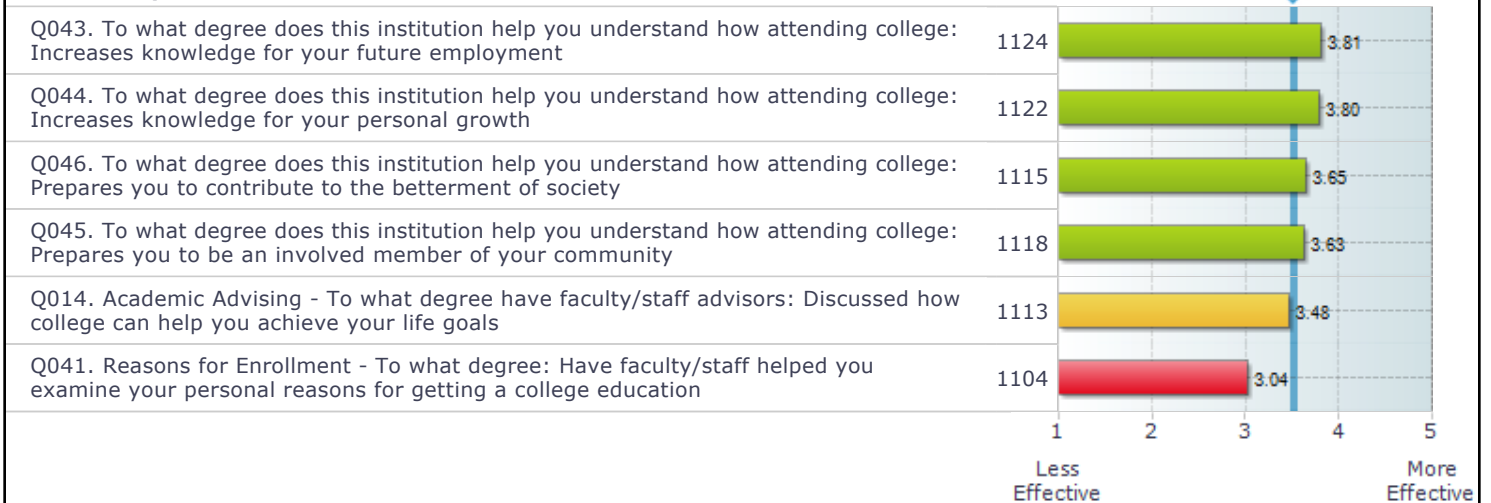 Q043. To what degree does this institution help you understand how attending college:
Increases knowledge for your future employment
1124
3.81
Q044. To what degree does this institution help you understand how attending college:
Increases knowledge for your personal growth
1122
3.80
Q046. To what degree does this institution help you understand how attending college:
Prepares you to contribute to the betterment of society
1115
3.65
Q045. To what degree does this institution help you understand how attending college:
Prepares you to be an involved member of your community
1118
3.63
Q014. Academic Advising - To what degree have faculty/staff advisors: Discussed how
college can help you achieve your life goals
1113
3.48
Q041. Reasons for Enrollment - To what degree: Have faculty/staff helped you
examine your personal reasons for getting a college education
1104
3.04
1 2 3 4 5
Less
Effective
More
Effective